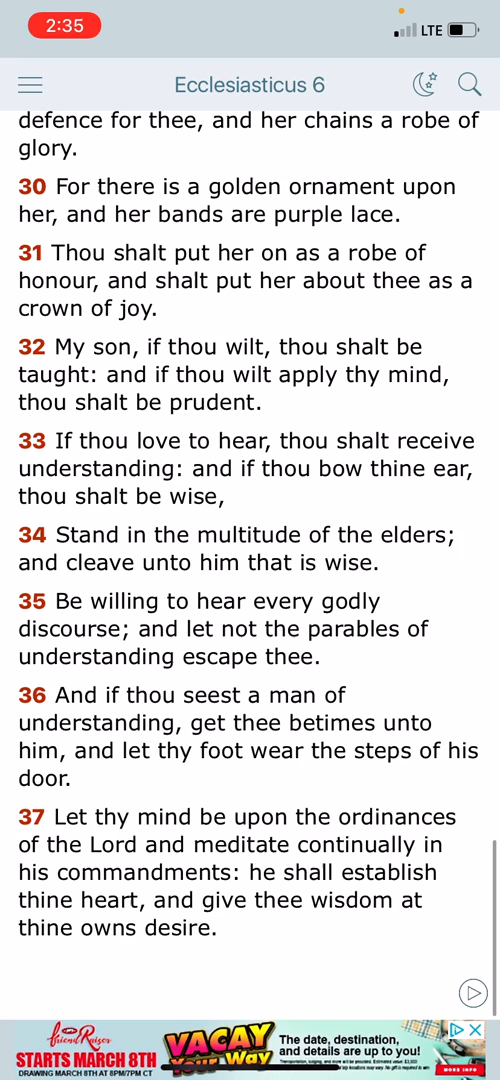 2:35
LTE
Ecclesiasticus 6
defence for thee, and her chains a robe of
glory.
30 For there is a golden ornament upon
her, and her bands are purple lace.
31 Thou shalt put her on as a robe of
honour, and shalt put her about thee as a
crown of joy.
32 My son, if thou wilt, thou shalt be
taught: and if thou wilt apply thy mind,
thou shalt be prudent.
33 If thou love to hear, thou shalt receive
understanding: and if thou bow thine ear,
thou shalt be wise,
34 Stand in the multitude of the elders;
and cleave unto him that is wise.
35 Be willing to hear every godly
discourse; and let not the parables of
understanding escape thee.
36 And if thou seest a man of
understanding, get thee betimes unto
him, and let thy foot wear the steps of his
door.
37 Let thy mind be upon the ordinances
of the Lord and meditate continually in
his commandments: he shall establish
thine heart, and give thee wisdom at
thine owns desire.
STARTS MARCH 8TH
DRAWING MARCH 8TH AT 8PM/7PM CT
VACAY
Your Way
The date, destination,
and details are up to you!
MORE INFO